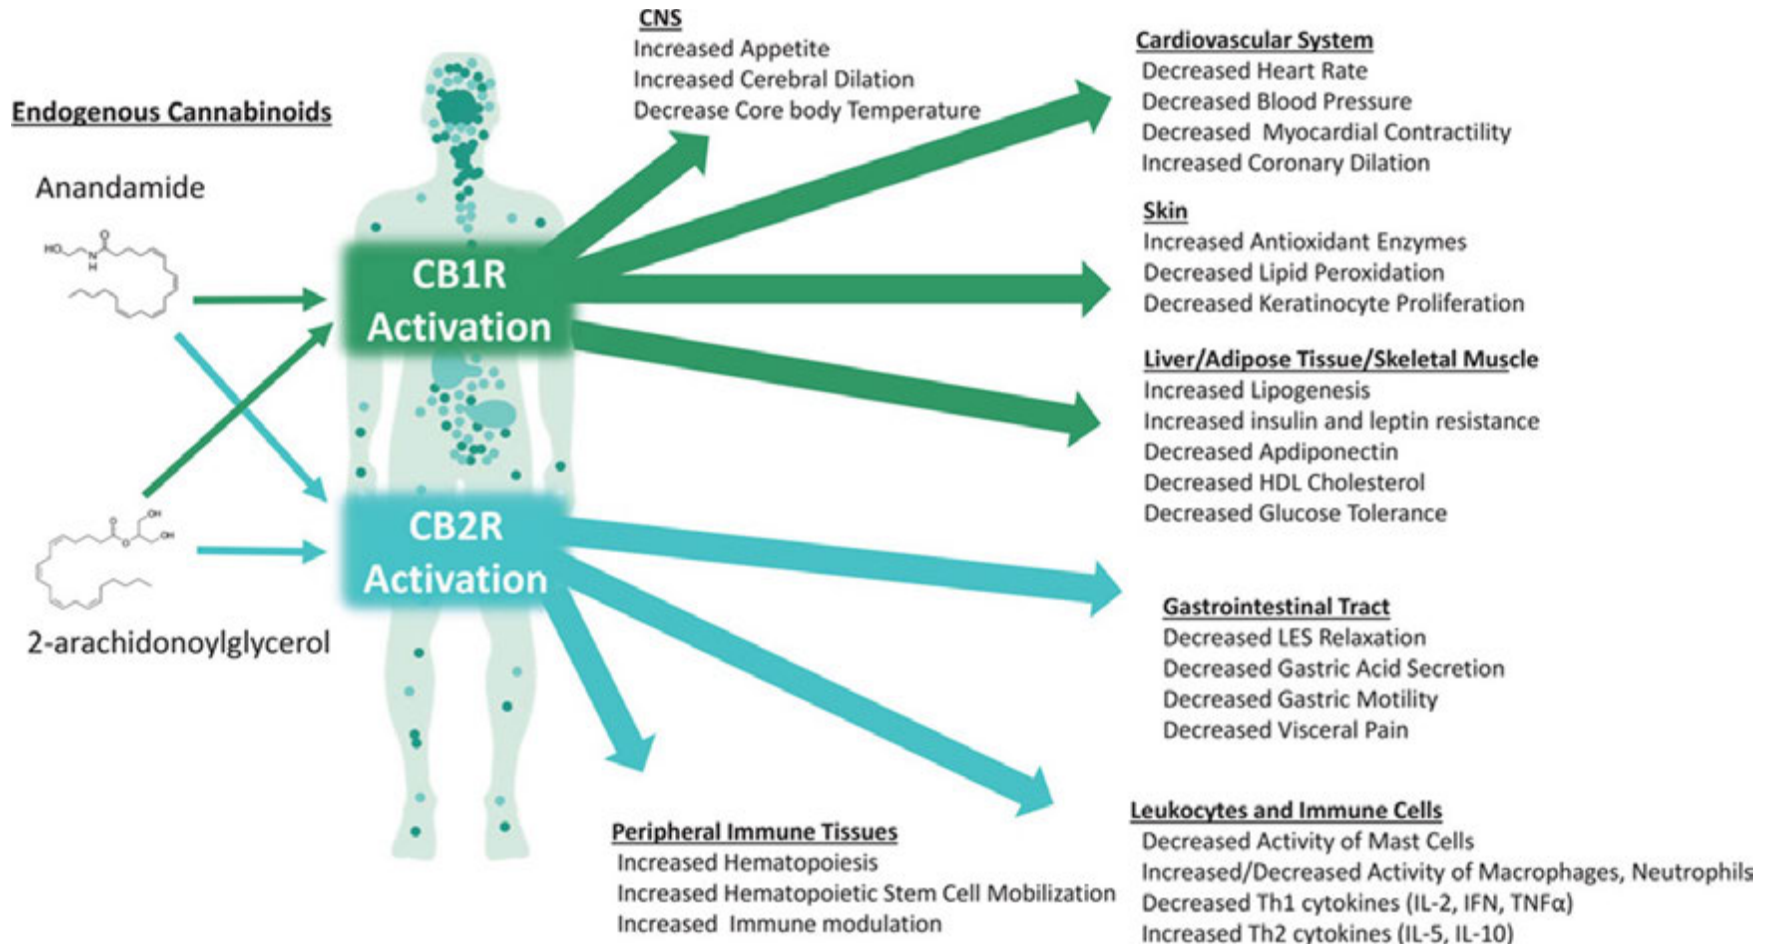 Endogenous Cannabinoids
Anandamide
HO
O
N
H
2-arachidonoylglycerol
O
O
OH
OH
CB1R
Activation
CB2R
Activation
CNS
Increased Appetite
Increased Cerebral Dilation
Decrease Core body Temperature
Cardiovascular System
Decreased Heart Rate
Decreased Blood Pressure
Decreased Myocardial Contractility
Increased Coronary Dilation
Skin
Increased Antioxidant Enzymes
Decreased Lipid Peroxidation
Decreased Keratinocyte Proliferation
Liver/Adipose Tissue/Skeletal Muscle
Increased Lipogenesis
Increased insulin and leptin resistance
Decreased Apdiponectin
Decreased HDL Cholesterol
Decreased Glucose Tolerance
Gastrointestinal Tract
Decreased LES Relaxation
Decreased Gastric Acid Secretion
Decreased Gastric Motility
Decreased Visceral Pain
Peripheral Immune Tissues
Increased Hematopoiesis
Increased Hematopoietic Stem Cell Mobilization
Increased Immune modulation
Leukocytes and Immune Cells
Decreased Activity of Mast Cells
Increased/Decreased Activity of Macrophages, Neutrophils
Decreased Th1 cytokines (IL-2, IFN, TNFα)
Increased Th2 cytokines (IL-5, IL-10)